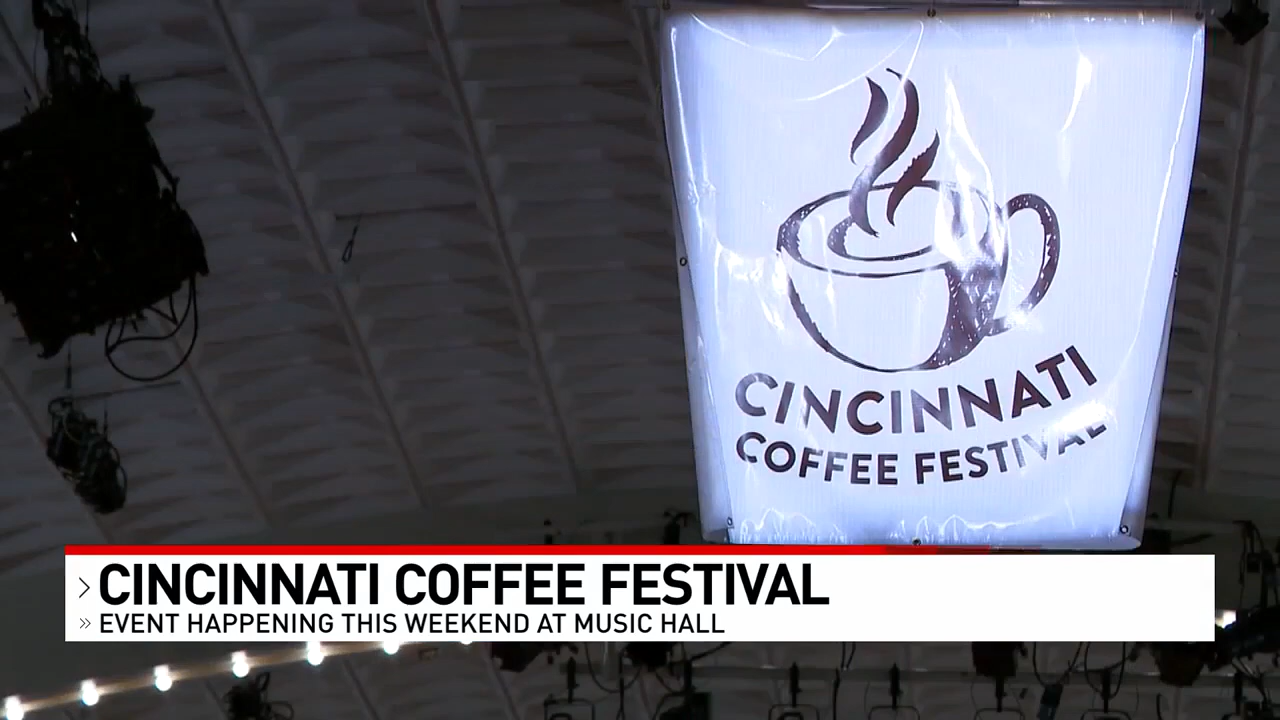 CINCINNATI
COFFEE FESTIVAL
CINCINNATI COFFEE FESTIVAL
EVENT HAPPENING THIS WEEKEND AT MUSIC HALL